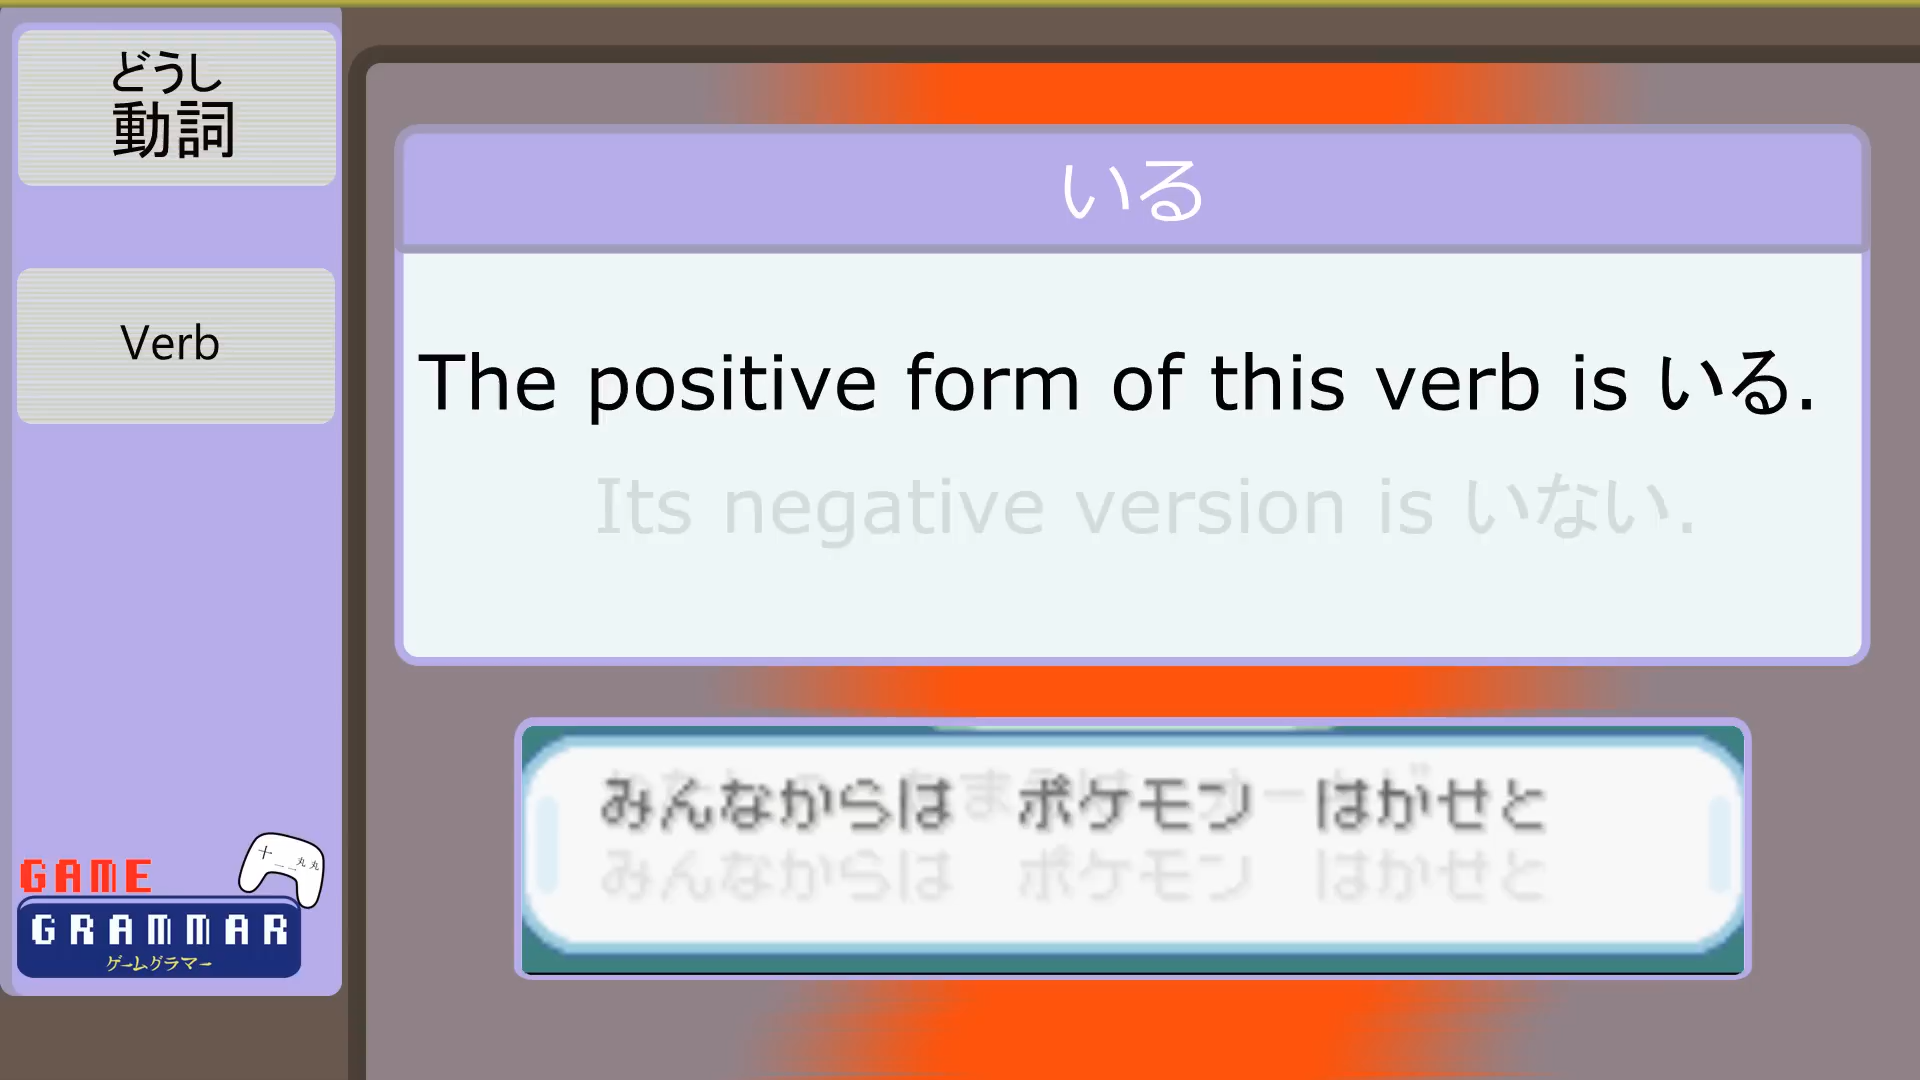 どうし
動詞
Verb
いる
The positive form of this verb is いる.
Its negative version is いない.
みんなからは ポケモン はかせと
みんなからは ポケモン はかせと
GAME
GRAMMAR
ゲームグラマー